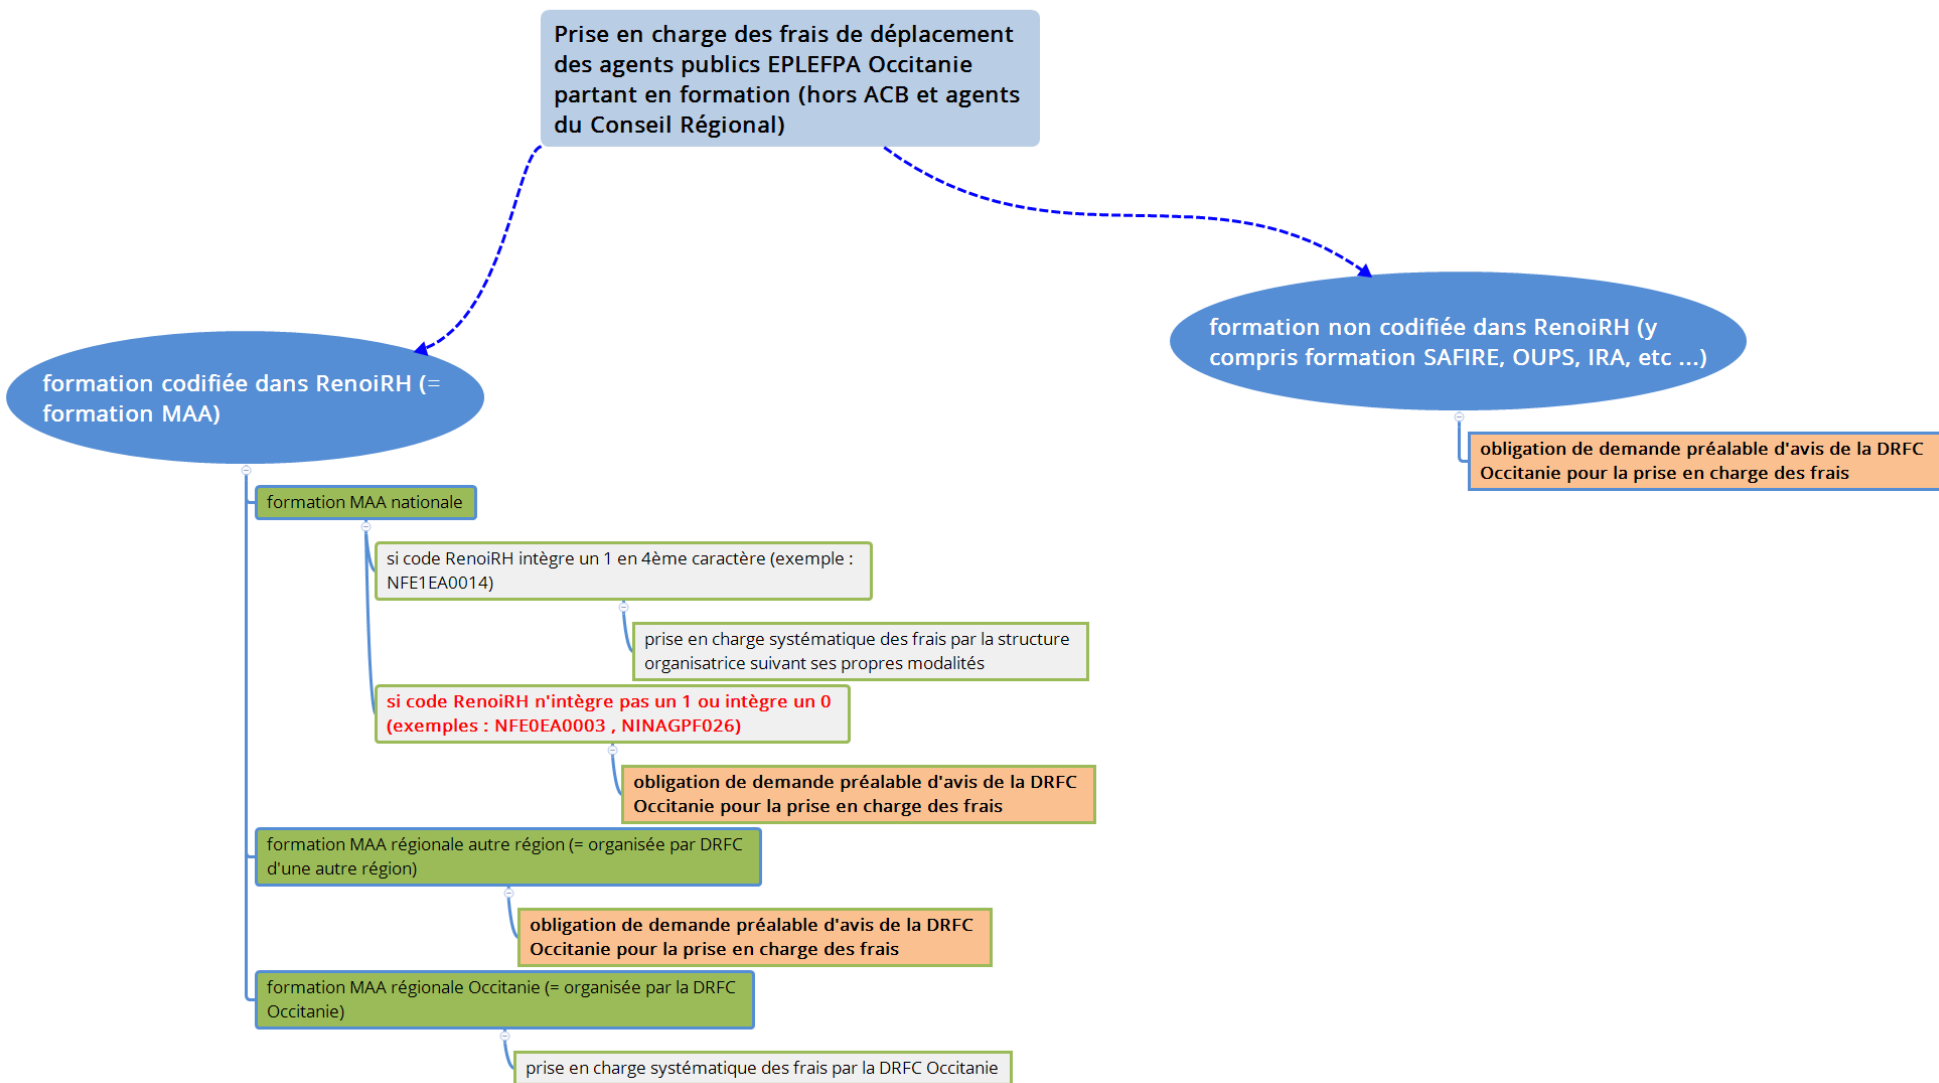 Prise en charge des frais de déplacement
des agents publics EPLEFPA Occitanie
partant en formation (hors ACB et agents
du Conseil Régional)
formation codifiée dans RenoiRH (=
formation MAA)
formation MAA nationale
si code RenoiRH intègre un 1 en 4ème caractère (exemple :
NFE1EA0014)
prise en charge systématique des frais par la structure
organisatrice suivant ses propres modalités
si code RenoiRH n'intègre pas un 1 ou intègre un 0
(exemples : NFE0EA0003 , NINAGPF026)
obligation de demande préalable d'avis de la DRFC
Occitanie pour la prise en charge des frais
formation MAA régionale autre région (= organisée par DRFC
d'une autre région)
obligation de demande préalable d'avis de la DRFC
Occitanie pour la prise en charge des frais
formation MAA régionale Occitanie (= organisée par la DRFC
Occitanie)
prise en charge systématique des frais par la DRFC Occitanie
formation non codifiée dans RenoiRH (y
compris formation SAFIRE, OUPS, IRA, etc ...)
obligation de demande préalable d'avis de la DRFC
Occitanie pour la prise en charge des frais